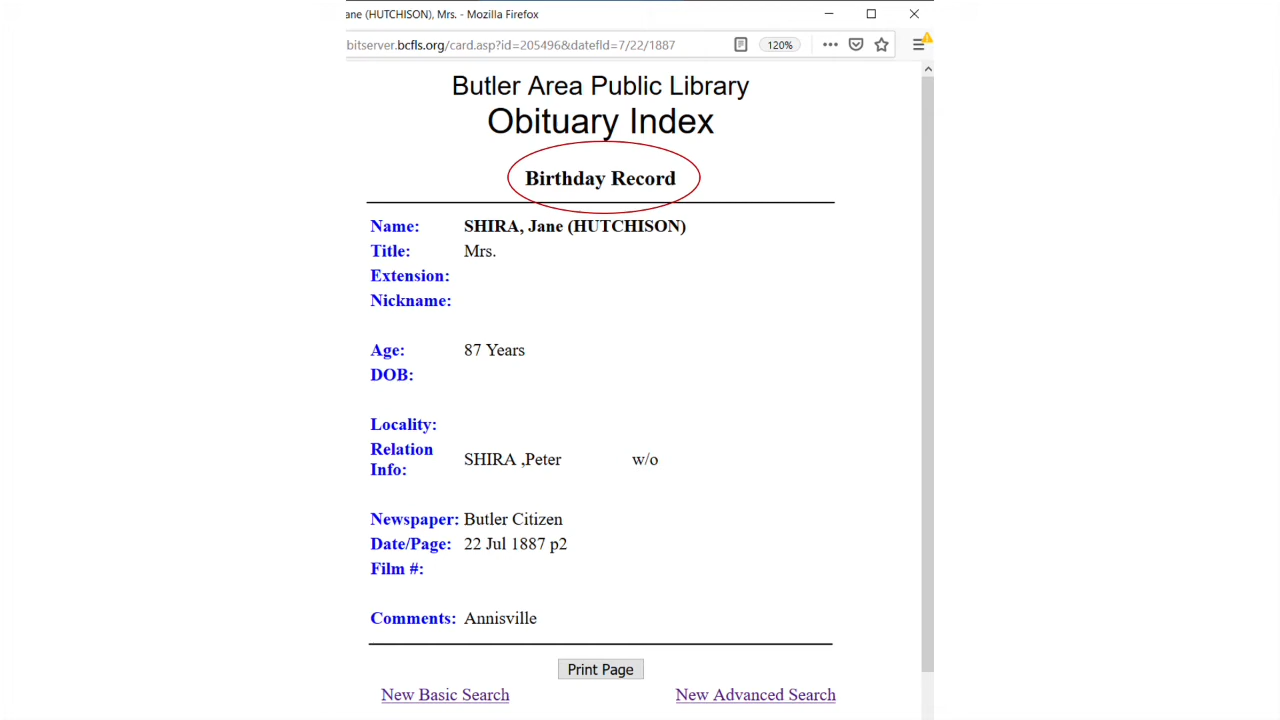 ane (HUTCHISON), Mrs. - Mozilla Firefox
bitserver.bcfls.org/card.asp?id=205496&datefld=7/22/1887 120%
Butler Area Public Library
Obituary Index
Birthday Record
Name: SHIRA, Jane (HUTCHISON)
Title: Mrs.
Extension:
Nickname:
Age: 87 Years
DOB:
Locality:
Relation
Info: SHIRA ,Peter w/o
Newspaper: Butler Citizen
Date/Page: 22 Jul 1887 p2
Film #:
Comments: Annisville
Print Page
New Basic Search New Advanced Search